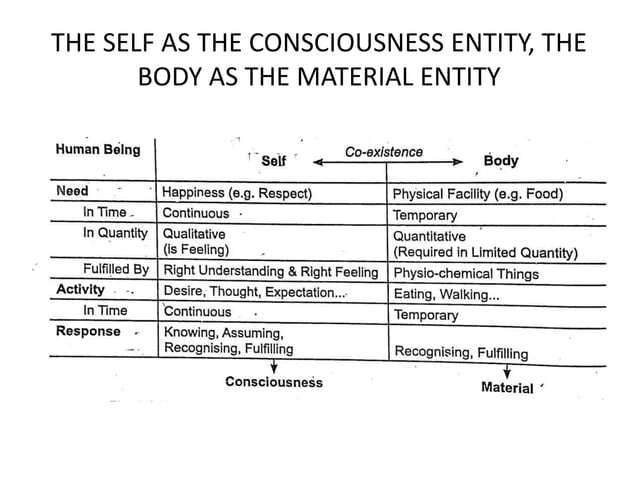 THE SELF AS THE CONSCIOUSNESS ENTITY, THE
BODY AS THE MATERIAL ENTITY
Human Being Self Co-existence Body
Need Happiness (e.g. Respect) Physical Facility (e.g. Food)
In Time Continuous Temporary
In Quantity Qualitative Quantitative
(is Feeling) (Required in Limited Quantity)
Fulfilled By Right Understanding & Right Feeling Physio-chemical Things
Activity Desire, Thought, Expectation... Eating, Walking...
In Time Continuous Temporary
Response Knowing, Assuming,
Recognising, Fulfilling Recognising, Fulfilling
Consciousness Material